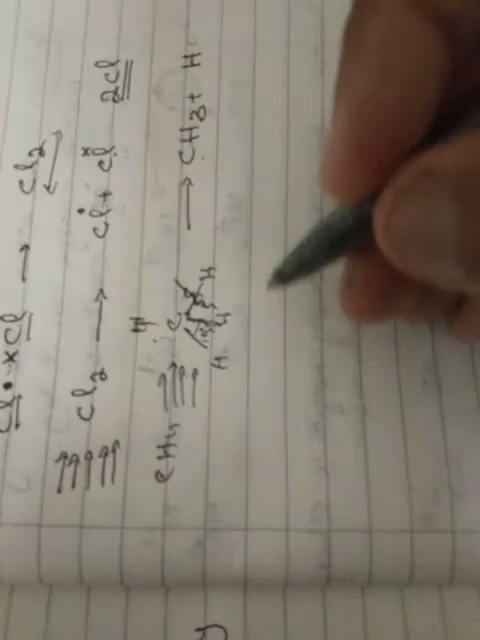 Cl • × Cl → Cl₂
Cl₂ → Cl• + Cl× 2Cl
CH₄ H C H H H → CH₃ + H
y